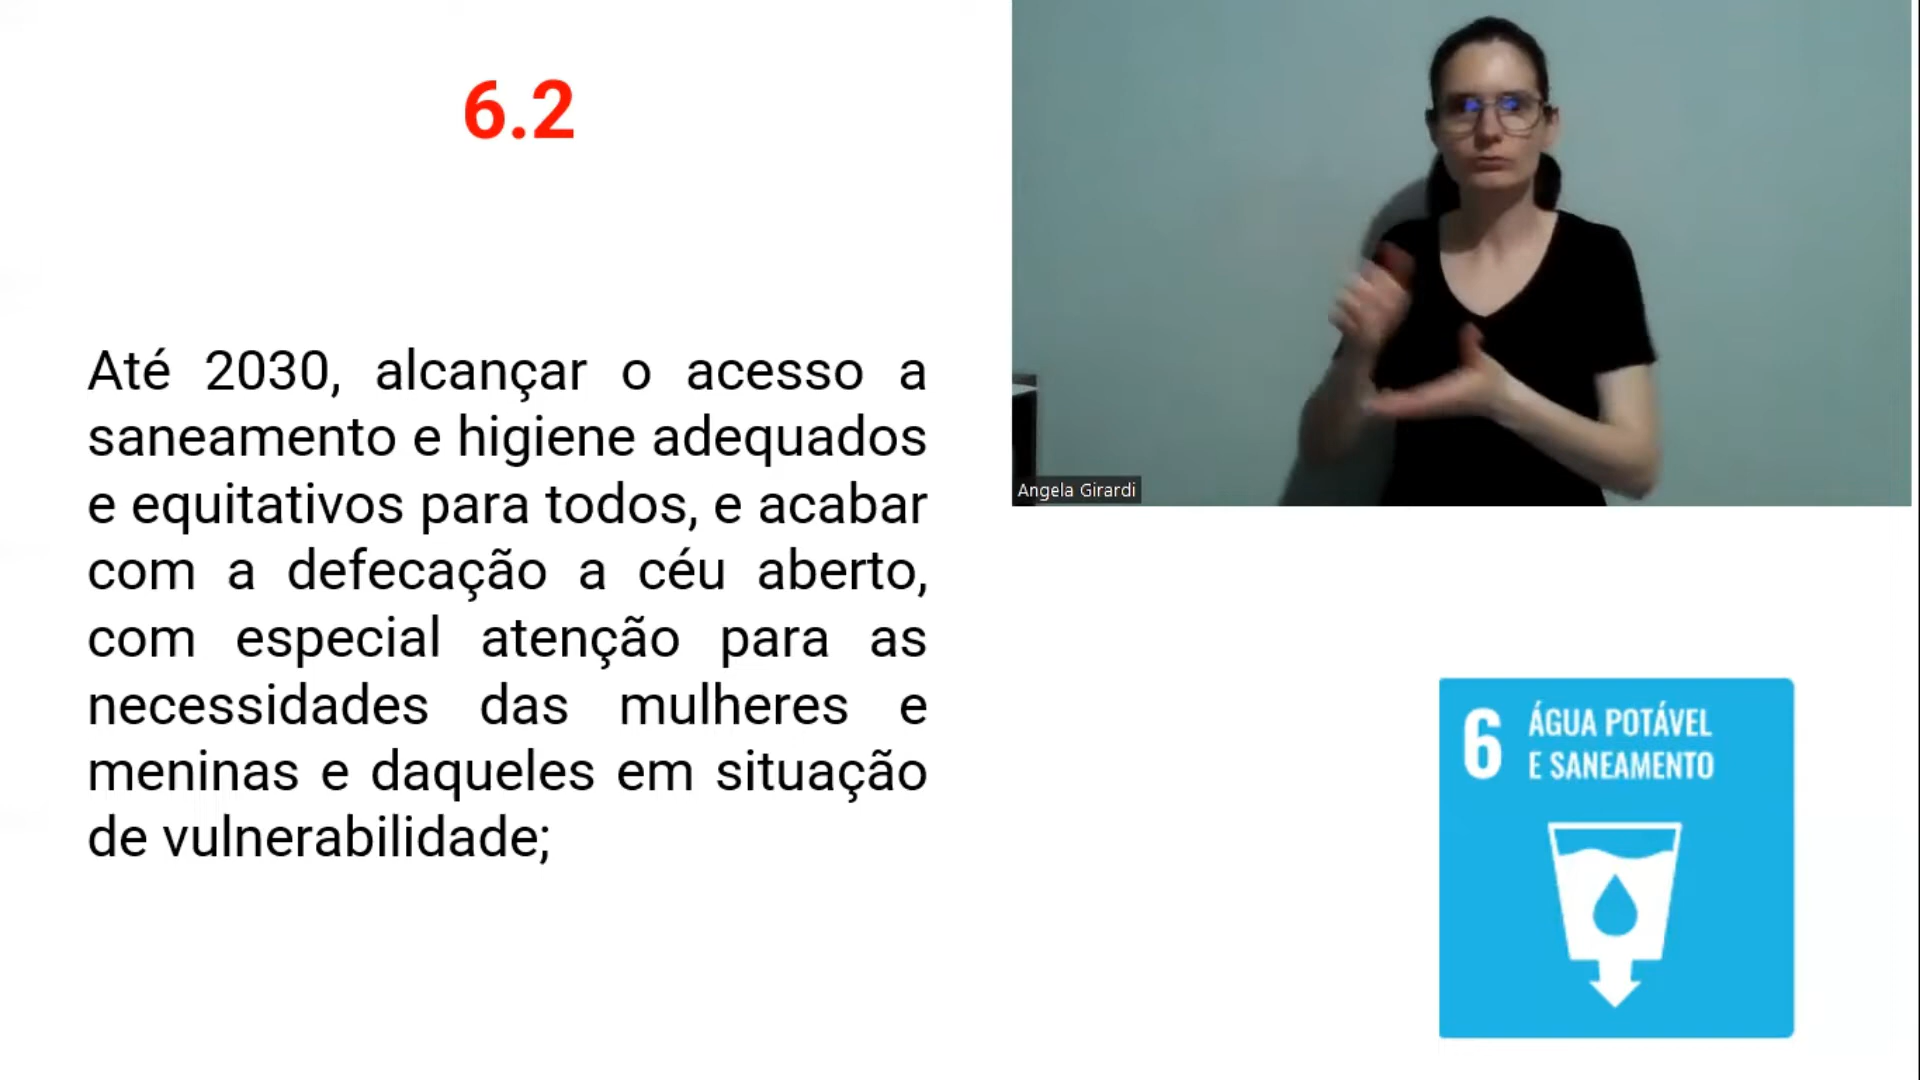 6.2
Até 2030, alcançar o acesso a
saneamento e higiene adequados
e equitativos para todos, e acabar
com a defecação a céu aberto,
com especial atenção para as
necessidades das mulheres e
meninas e daqueles em situação
de vulnerabilidade;
Angela Girardi
6 ÁGUA POTÁVEL
E SANEAMENTO